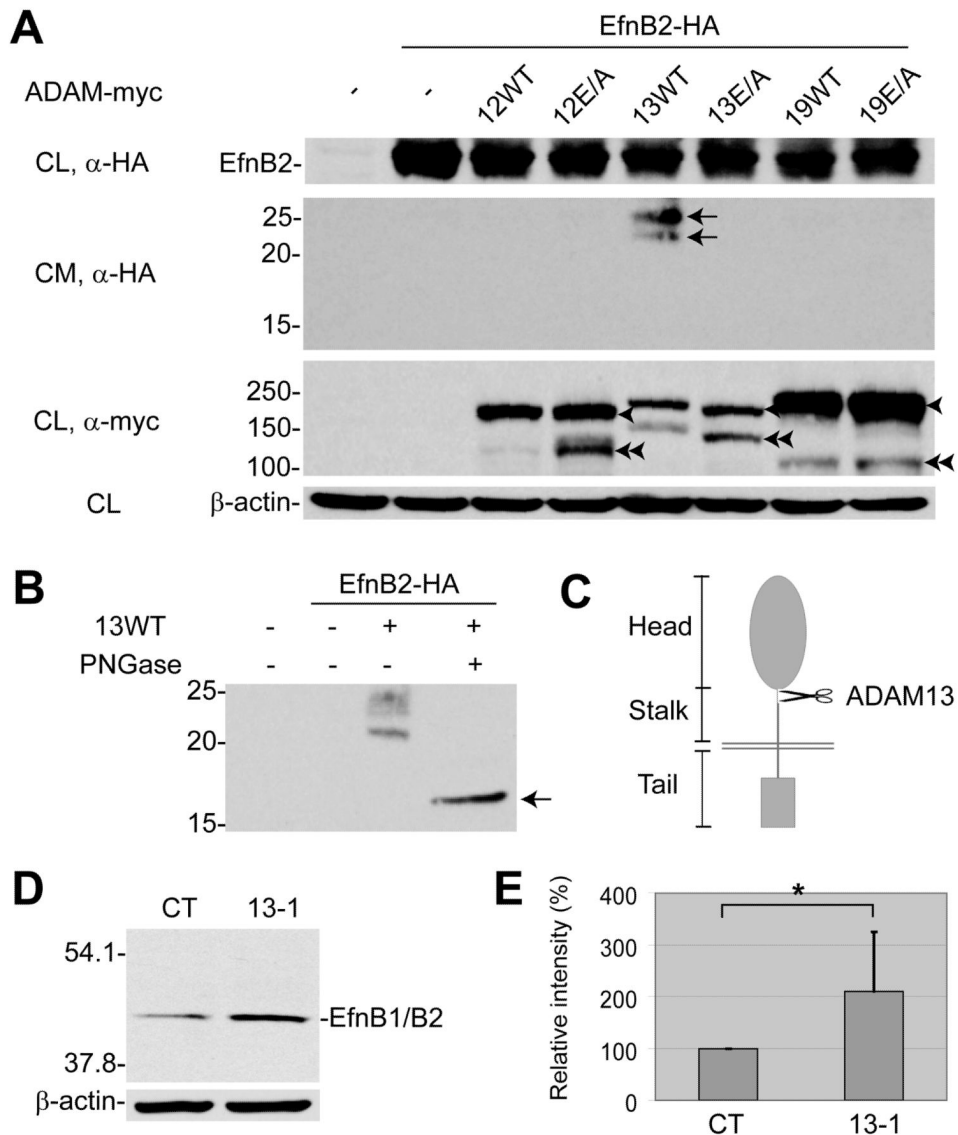 A
EfnB2-HA
ADAM-myc - - 12WT 12E/A 13WT 13E/A 19WT 19E/A
CL, α-HA EfnB2-
CM, α-HA
25-
20-
15-
CL, α-myc
250-
150-
100-
CL β-actin-
B
EfnB2-HA
13WT - - + +
PNGase - - - +
25-
20-
15-
C
Head
ADAM13
Stalk
Tail
D
CT 13-1
54.1-
-EfnB1/B2
37.8-
β-actin-
E
Relative intensity (%)
400
300
200
100
0
*
CT 13-1